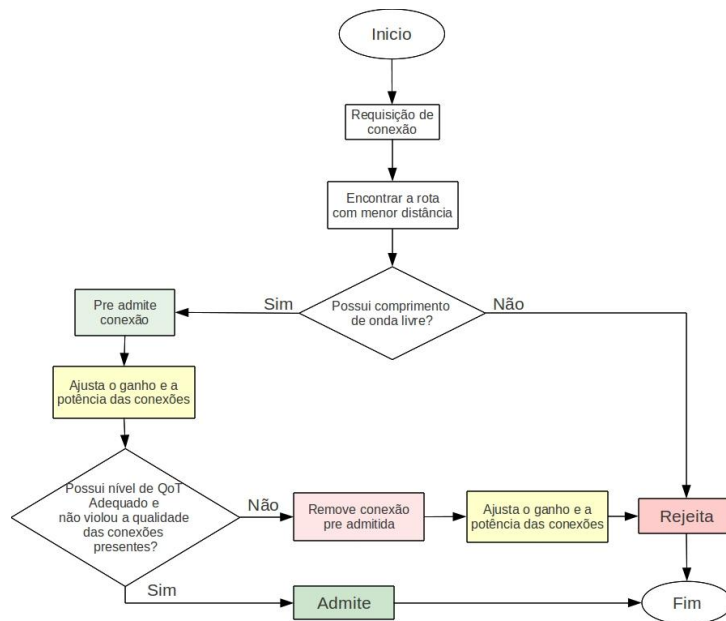 Inicio
Requisição de
conexão
Encontrar a rota
com menor distância
Possui comprimento
de onda livre?
Sim
Não
Pre admite
conexão
Ajusta o ganho e a
potência das conexões
Possui nível de QoT
Adequado e
não violou a qualidade
das conexões
presentes?
Não
Remove conexão
pre admitida
Ajusta o ganho e a
potência das conexões
Rejeita
Sim
Admite
Fim